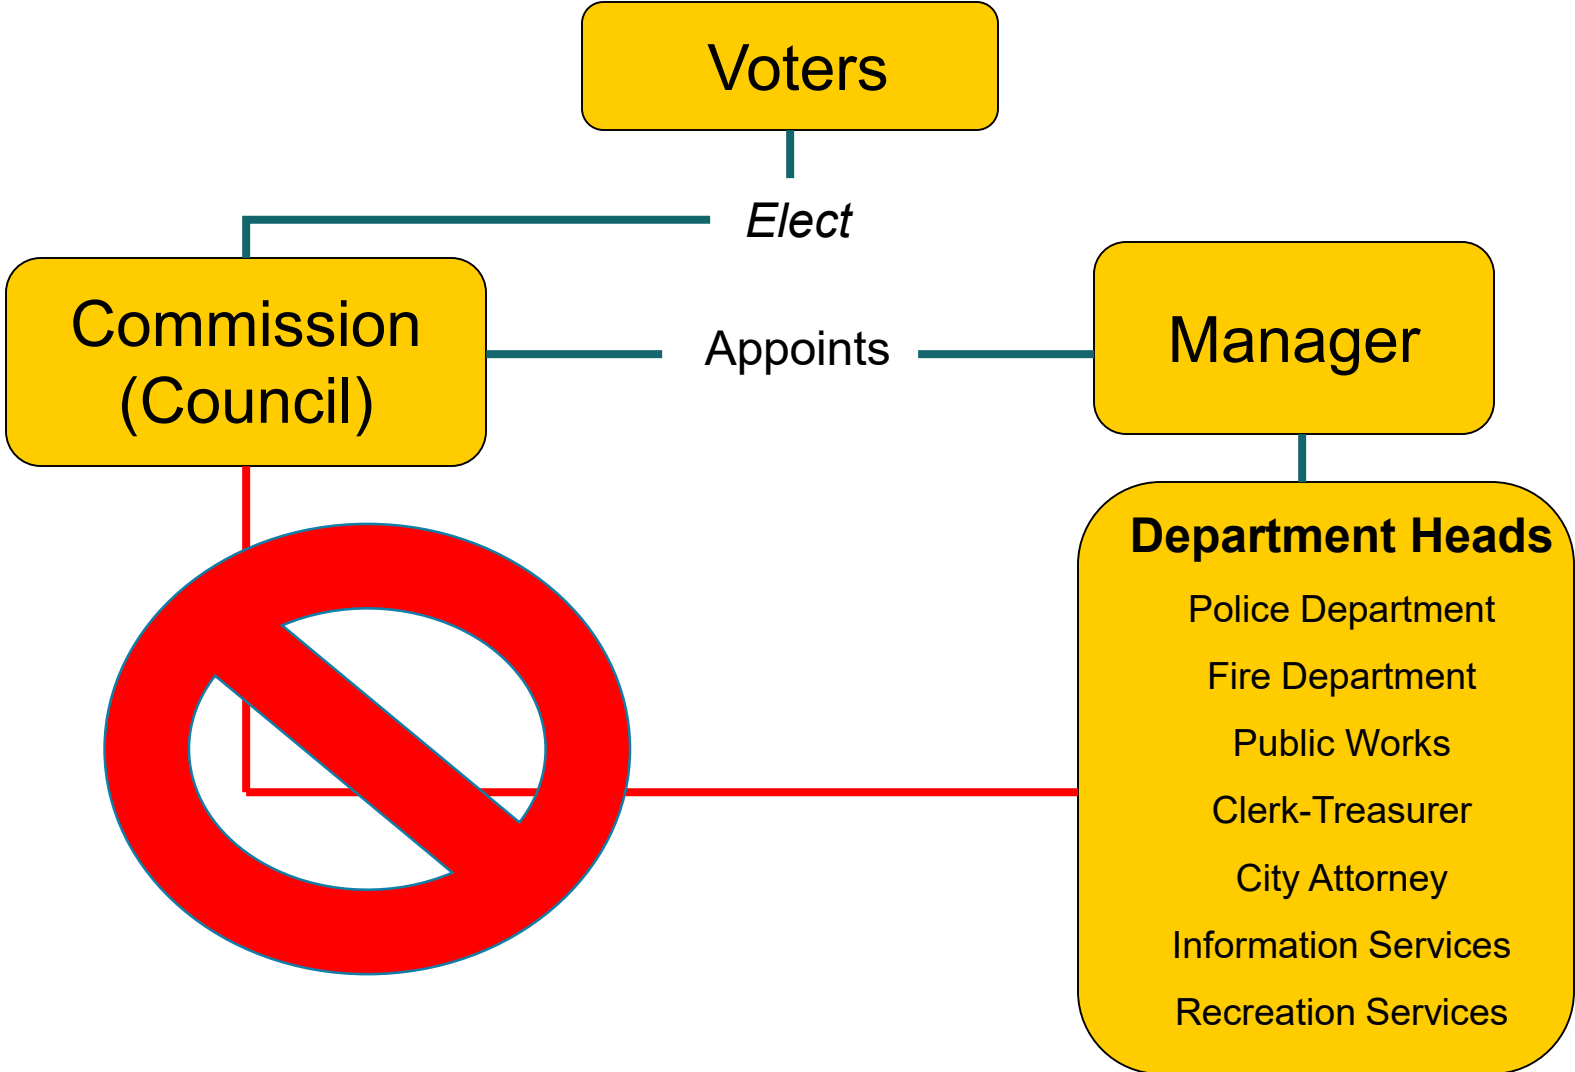 Voters
Elect
Commission
(Council)
Appoints
Manager
Department Heads
Police Department
Fire Department
Public Works
Clerk-Treasurer
City Attorney
Information Services
Recreation Services